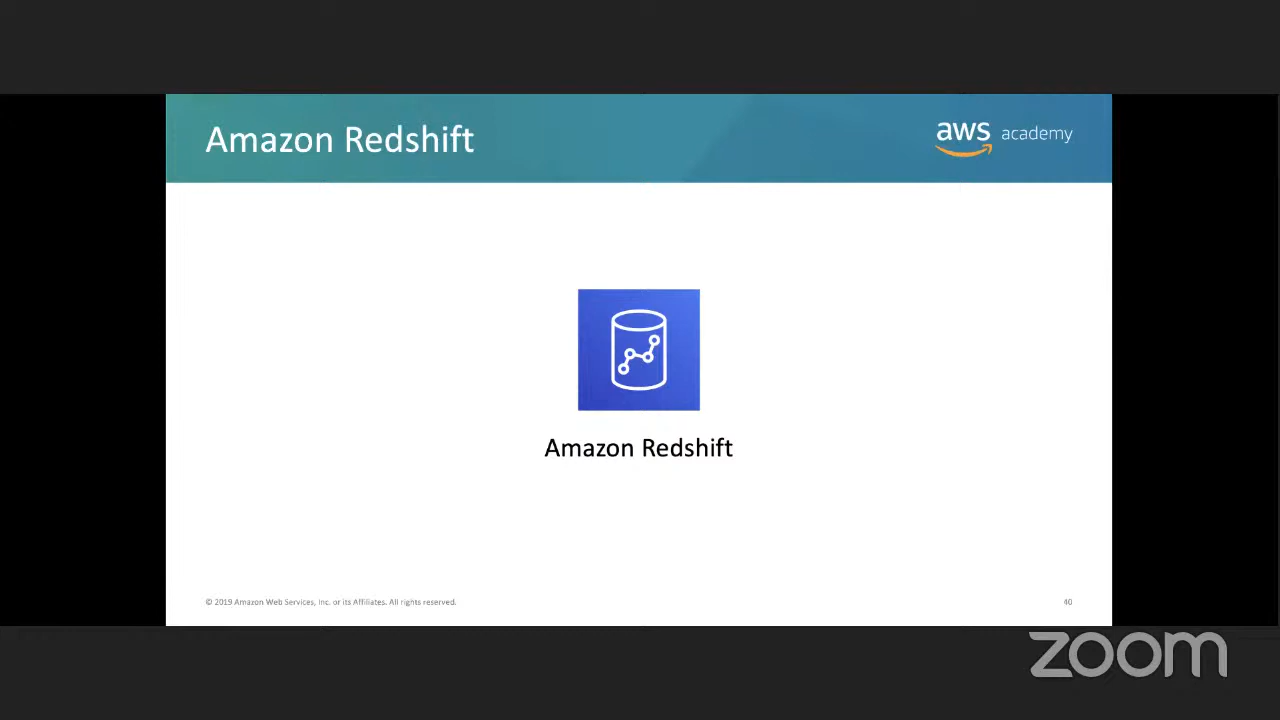 Amazon Redshift
aws academy
Amazon Redshift
© 2019 Amazon Web Services, Inc. or its Affiliates. All rights reserved.
40
zoom